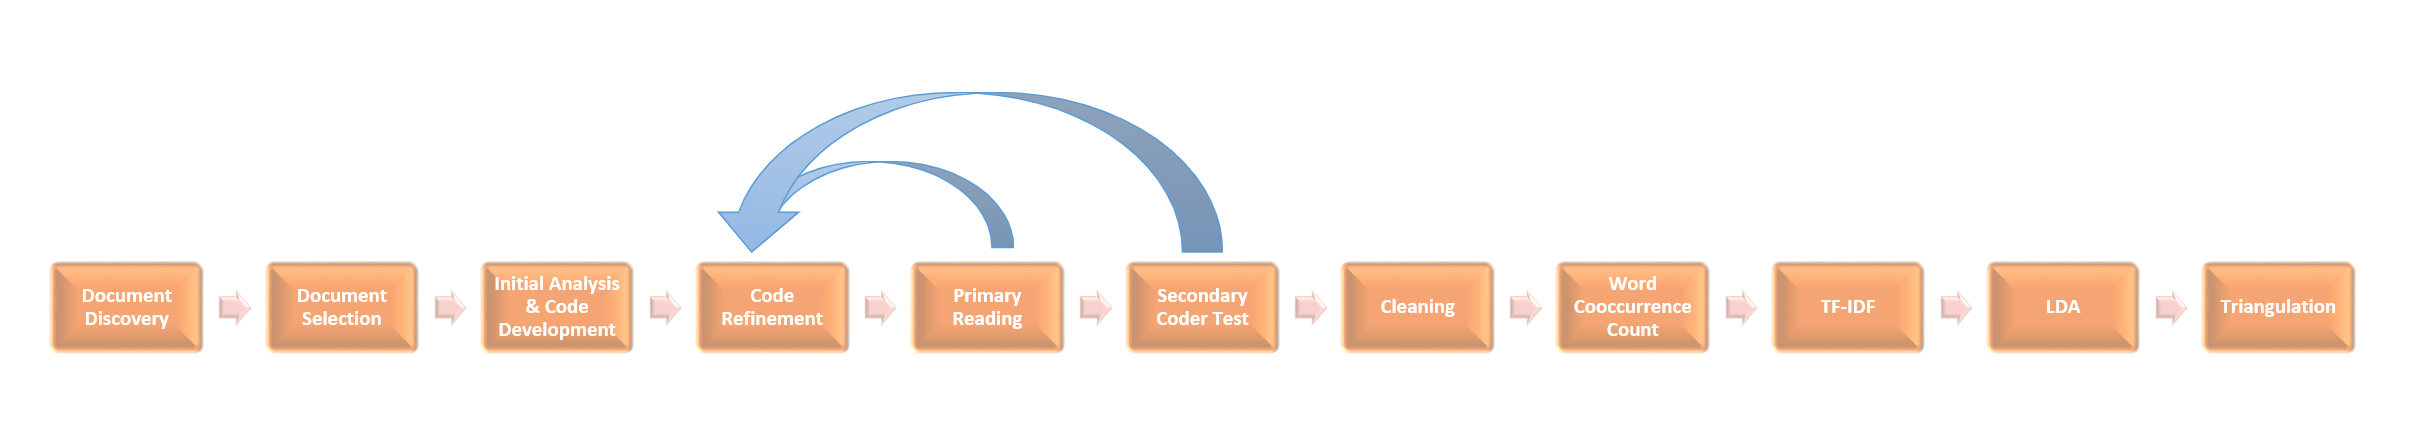 Document
Discovery
Document
Selection
Initial Analysis
& Code
Development
Code
Refinement
Primary
Reading
Secondary
Coder Test
Cleaning
Word
Cooccurrence
Count
TF-IDF
LDA
Triangulation